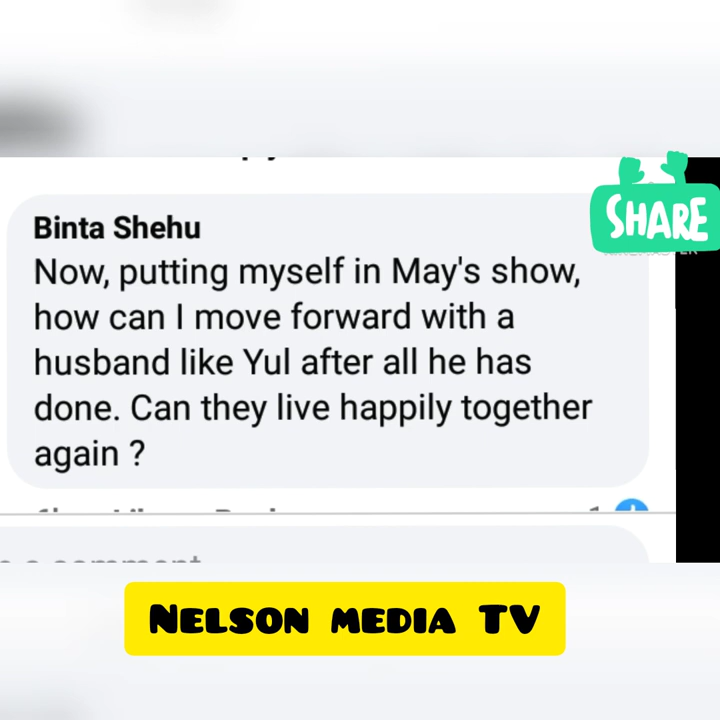 SHARE
Binta Shehu
Now, putting myself in May's show,
how can I move forward with a
husband like Yul after all he has
done. Can they live happily together
again ?
NELSON MEDIA TV